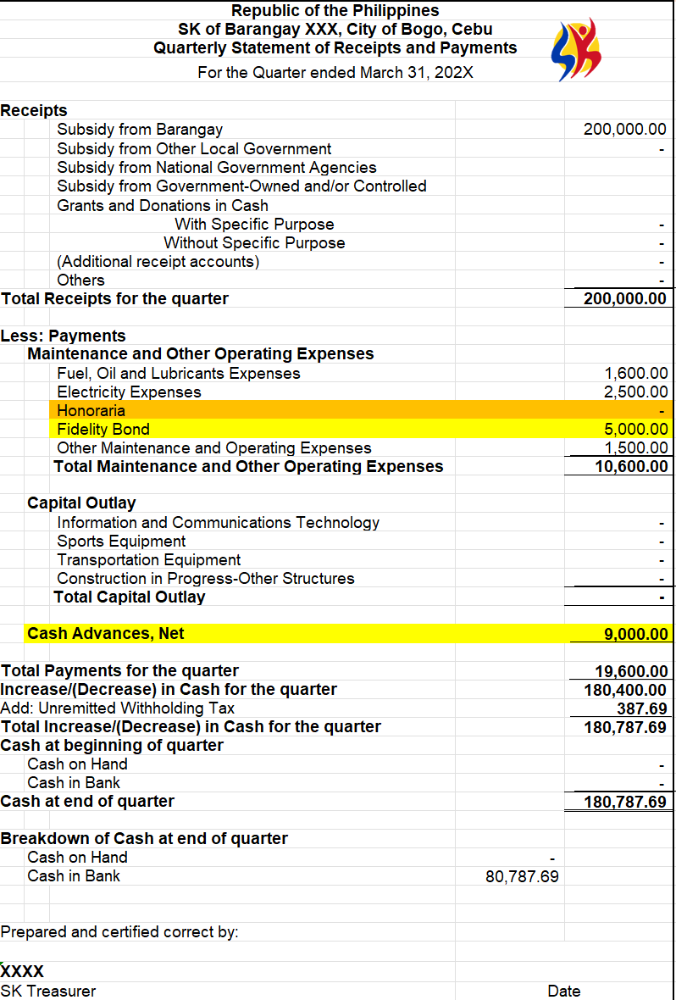 Republic of the Philippines
SK of Barangay XXX, City of Bogo, Cebu
Quarterly Statement of Receipts and Payments
For the Quarter ended March 31, 202X
Receipts
Subsidy from Barangay 200,000.00
Subsidy from Other Local Government -
Subsidy from National Government Agencies
Subsidy from Government-Owned and/or Controlled
Grants and Donations in Cash
With Specific Purpose -
Without Specific Purpose -
(Additional receipt accounts) -
Others -
Total Receipts for the quarter 200,000.00
Less: Payments
Maintenance and Other Operating Expenses
Fuel, Oil and Lubricants Expenses 1,600.00
Electricity Expenses 2,500.00
Honoraria -
Fidelity Bond 5,000.00
Other Maintenance and Operating Expenses 1,500.00
Total Maintenance and Other Operating Expenses 10,600.00
Capital Outlay
Information and Communications Technology -
Sports Equipment -
Transportation Equipment -
Construction in Progress-Other Structures -
Total Capital Outlay -
Cash Advances, Net 9,000.00
Total Payments for the quarter 19,600.00
Increase/(Decrease) in Cash for the quarter 180,400.00
Add: Unremitted Withholding Tax 387.69
Total Increase/(Decrease) in Cash for the quarter 180,787.69
Cash at beginning of quarter
Cash on Hand -
Cash in Bank -
Cash at end of quarter 180,787.69
Breakdown of Cash at end of quarter
Cash on Hand -
Cash in Bank 80,787.69
Prepared and certified correct by:
XXXX
SK Treasurer Date